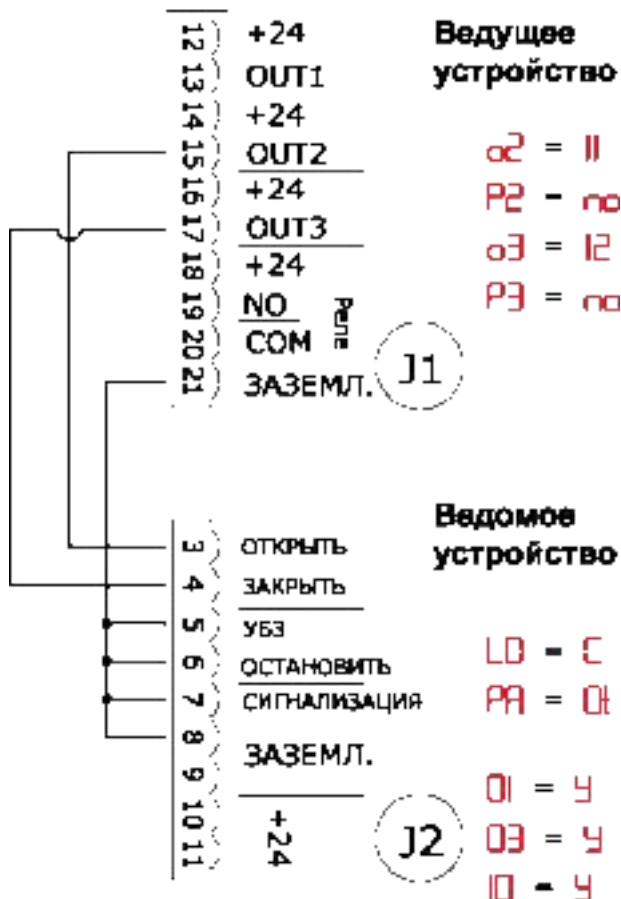 12 +24
13 OUT1
14 +24
15 OUT2
16 +24
17 OUT3
18 +24
19 NO
20 COM
Реле
21 ЗАЗЕМЛ.
J1
Ведущее
устройство
o2 = 11
P2 = no
o3 = 12
P3 = no
3 ОТКРЫТЬ
4 ЗАКРЫТЬ
5 УБЗ
6 ОСТАНОВИТЬ
7 СИГНАЛИЗАЦИЯ
8 ЗАЗЕМЛ.
9
10
11
+24
J2
Ведомое
устройство
LO = C
PA = 0t
01 = Y
03 = Y
10 = Y